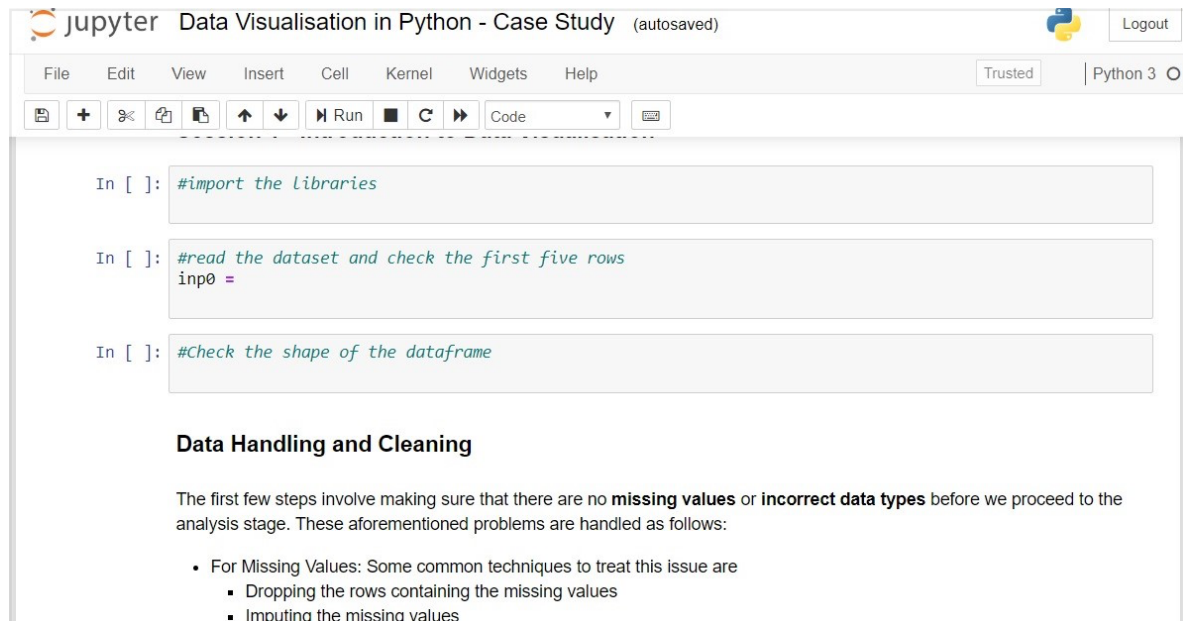 jupyter Data Visualisation in Python - Case Study (autosaved)
Logout
File Edit View Insert Cell Kernel Widgets Help
Trusted
Python 3
Run
Code
In [ ]: #import the libraries
In [ ]: #read the dataset and check the first five rows
inp0 =
In [ ]: #Check the shape of the dataframe
Data Handling and Cleaning
The first few steps involve making sure that there are no missing values or incorrect data types before we proceed to the
analysis stage. These aforementioned problems are handled as follows:
• For Missing Values: Some common techniques to treat this issue are
▪ Dropping the rows containing the missing values
▪ Imputing the missing values